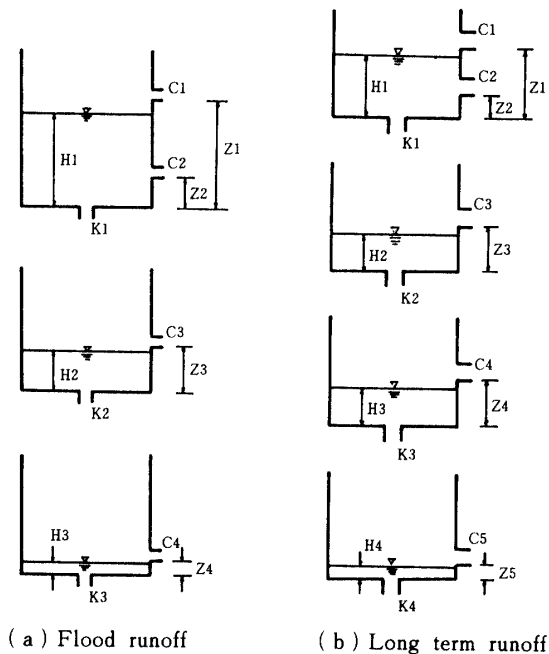 C1
H1
Z1
C2
Z2
K1
C3
H2
Z3
K2
C4
H3
Z4
K3
(a) Flood runoff
C1
C2
H1
Z1
Z2
K1
C3
H2
Z3
K2
C4
H3
Z4
K3
C5
H4
Z5
K4
(b) Long term runoff